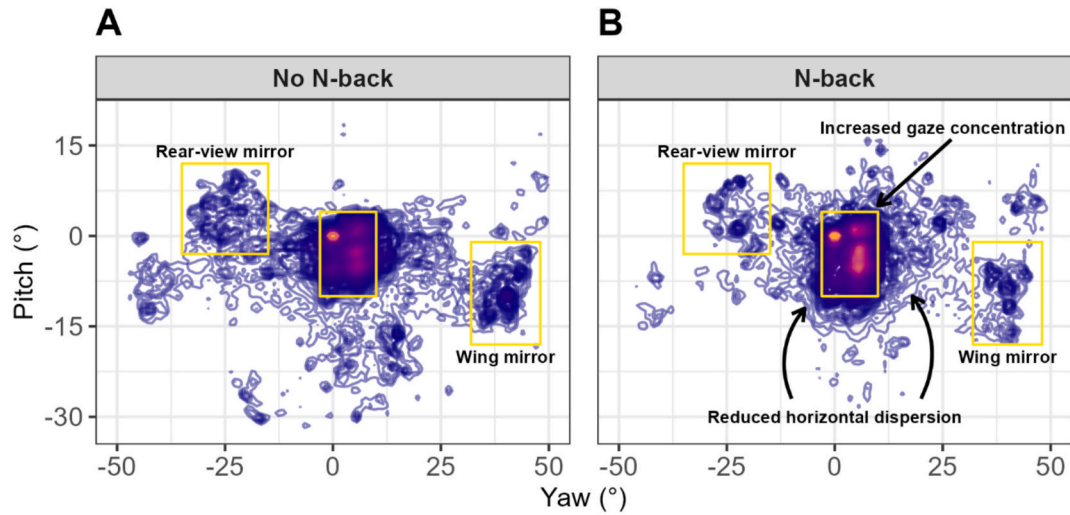 A
B
No N-back
N-back
Increased gaze concentration
Rear-view mirror
Rear-view mirror
Wing mirror
Wing mirror
Reduced horizontal dispersion
Pitch (°)
15
0
-15
-30
-50
-25
0
25
50
-50
-25
0
25
50
Yaw (°)